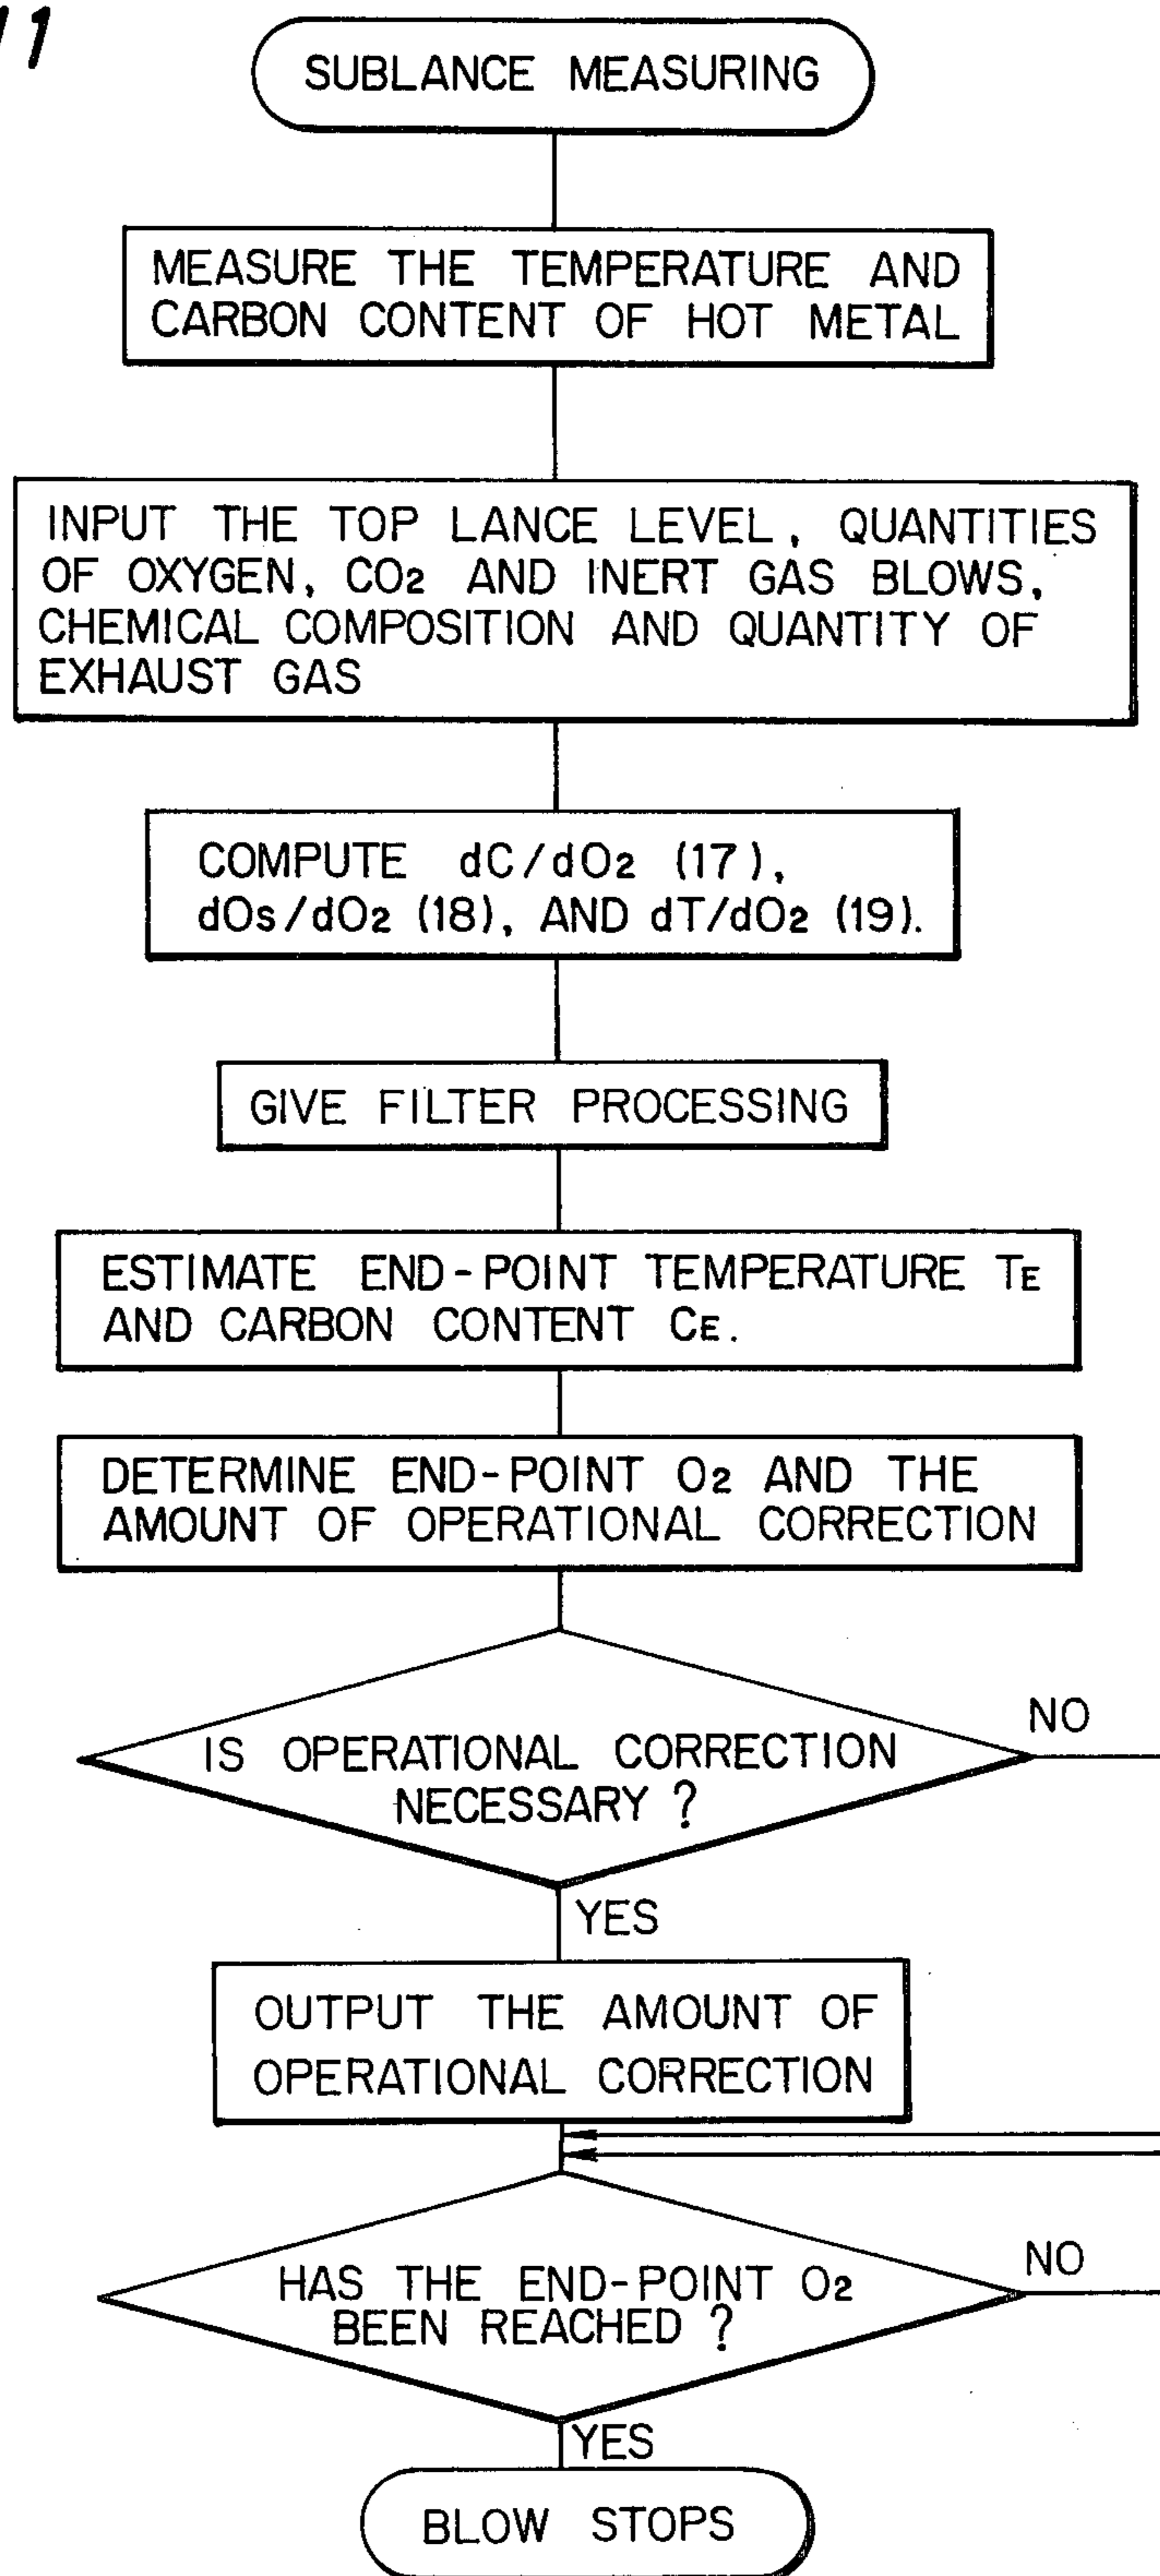 11
SUBLANCE MEASURING
MEASURE THE TEMPERATURE AND
CARBON CONTENT OF HOT METAL
INPUT THE TOP LANCE LEVEL, QUANTITIES
OF OXYGEN, CO2 AND INERT GAS BLOWS,
CHEMICAL COMPOSITION AND QUANTITY OF
EXHAUST GAS
COMPUTE dC/dO2 (17),
dOs/dO2 (18), AND dT/dO2 (19).
GIVE FILTER PROCESSING
ESTIMATE END-POINT TEMPERATURE TE
AND CARBON CONTENT CE.
DETERMINE END-POINT O2 AND THE
AMOUNT OF OPERATIONAL CORRECTION
IS OPERATIONAL CORRECTION
NECESSARY ?
NO
YES
OUTPUT THE AMOUNT OF
OPERATIONAL CORRECTION
HAS THE END-POINT O2
BEEN REACHED ?
NO
YES
BLOW STOPS